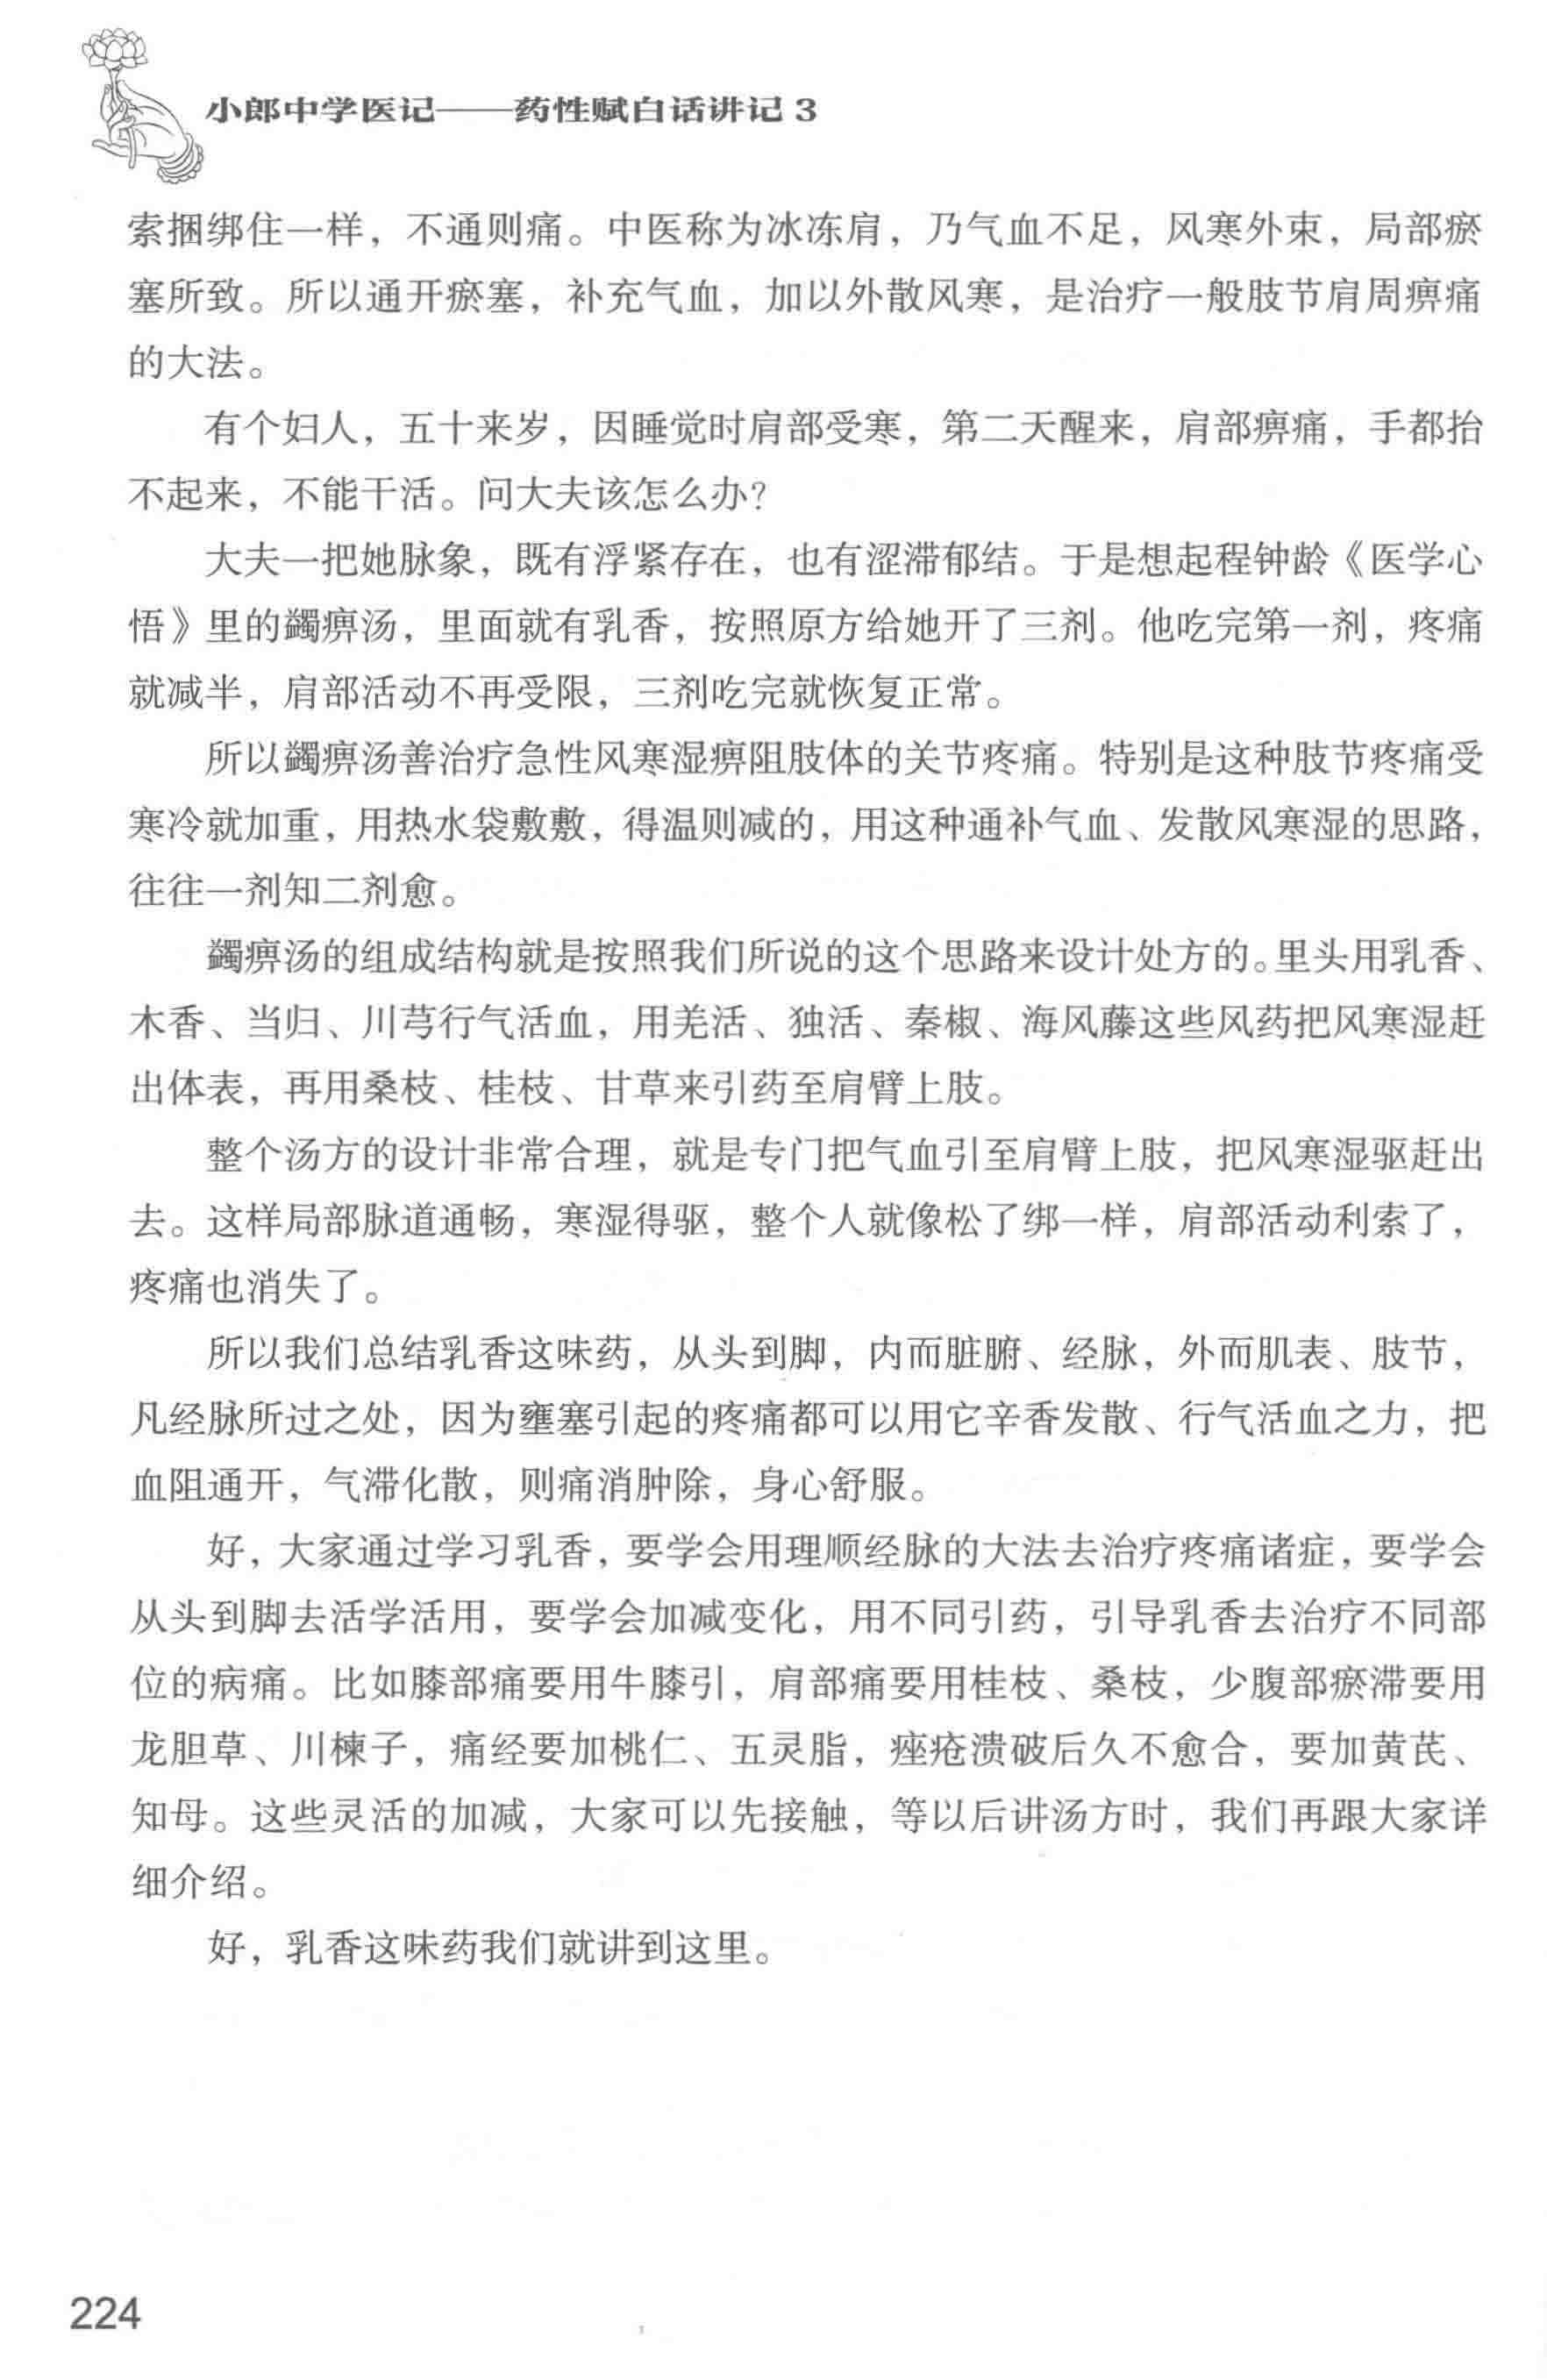 小郎中学医记——药性赋白话讲记 3
索捆绑住一样，不通则痛。中医称为冰冻肩，乃气血不足，风寒外束，局部瘀
塞所致。所以通开瘀塞，补充气血，加以外散风寒，是治疗一般肢节肩周痹痛
的大法。
有个妇人，五十来岁，因睡觉时肩部受寒，第二天醒来，肩部痹痛，手都抬
不起来，不能干活。问大夫该怎么办？
大夫一把她脉象，既有浮紧存在，也有涩滞郁结。于是想起程钟龄《医学心
悟》里的蠲痹汤，里面就有乳香，按照原方给她开了三剂。他吃完第一剂，疼痛
就减半，肩部活动不再受限，三剂吃完就恢复正常。
所以蠲痹汤善治疗急性风寒湿痹阻肢体的关节疼痛。特别是这种肢节疼痛受
寒冷就加重，用热水袋敷敷，得温则减的，用这种通补气血、发散风寒湿的思路，
往往一剂知二剂愈。
蠲痹汤的组成结构就是按照我们所说的这个思路来设计处方的。里头用乳香、
木香、当归、川芎行气活血，用羌活、独活、秦椒、海风藤这些风药把风寒湿赶
出体表，再用桑枝、桂枝、甘草来引药至肩臂上肢。
整个汤方的设计非常合理，就是专门把气血引至肩臂上肢，把风寒湿驱赶出
去。这样局部脉道通畅，寒湿得驱，整个人就像松了绑一样，肩部活动利索了，
疼痛也消失了。
所以我们总结乳香这味药，从头到脚，内而脏腑、经脉，外而肌表、肢节，
凡经脉所过之处，因为壅塞引起的疼痛都可以用它辛香发散、行气活血之力，把
血阻通开，气滞化散，则痛消肿除，身心舒服。
好，大家通过学习乳香，要学会用理顺经脉的大法去治疗疼痛诸症，要学会
从头到脚去活学活用，要学会加减变化，用不同引药，引导乳香去治疗不同部
位的病痛。比如膝部痛要用牛膝引，肩部痛要用桂枝、桑枝，少腹部瘀滞要用
龙胆草、川楝子，痛经要加桃仁、五灵脂，痤疮溃破后久不愈合，要加黄芪、
知母。这些灵活的加减，大家可以先接触，等以后讲汤方时，我们再跟大家详
细介绍。
好，乳香这味药我们就讲到这里。
224